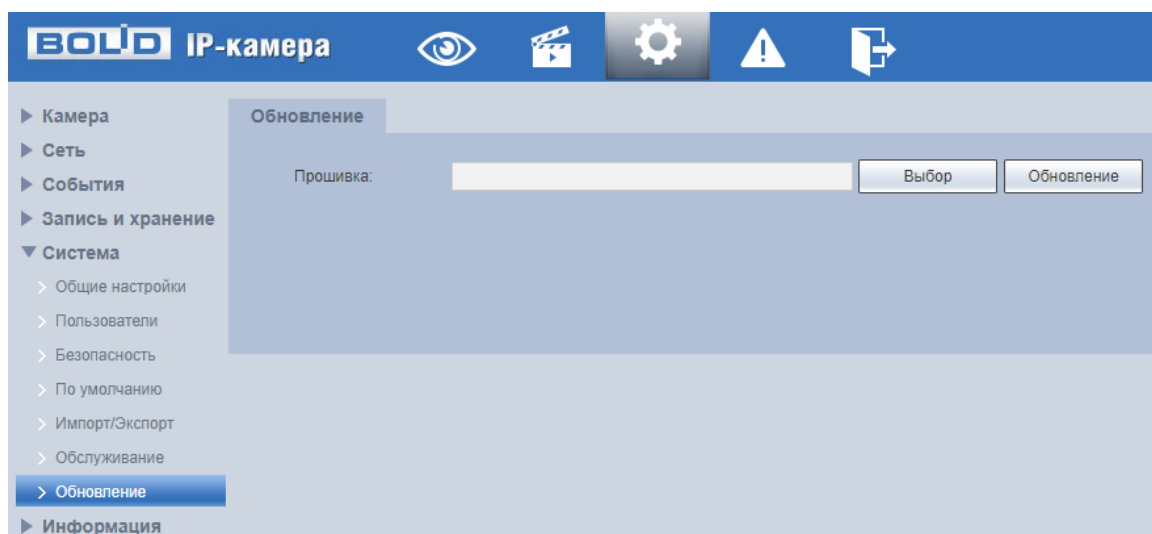 BOLID IP-камера
Камера
Сеть
События
Запись и хранение
Система
Общие настройки
Пользователи
Безопасность
По умолчанию
Импорт/Экспорт
Обслуживание
Обновление
Информация
Обновление
Прошивка:
Выбор
Обновление